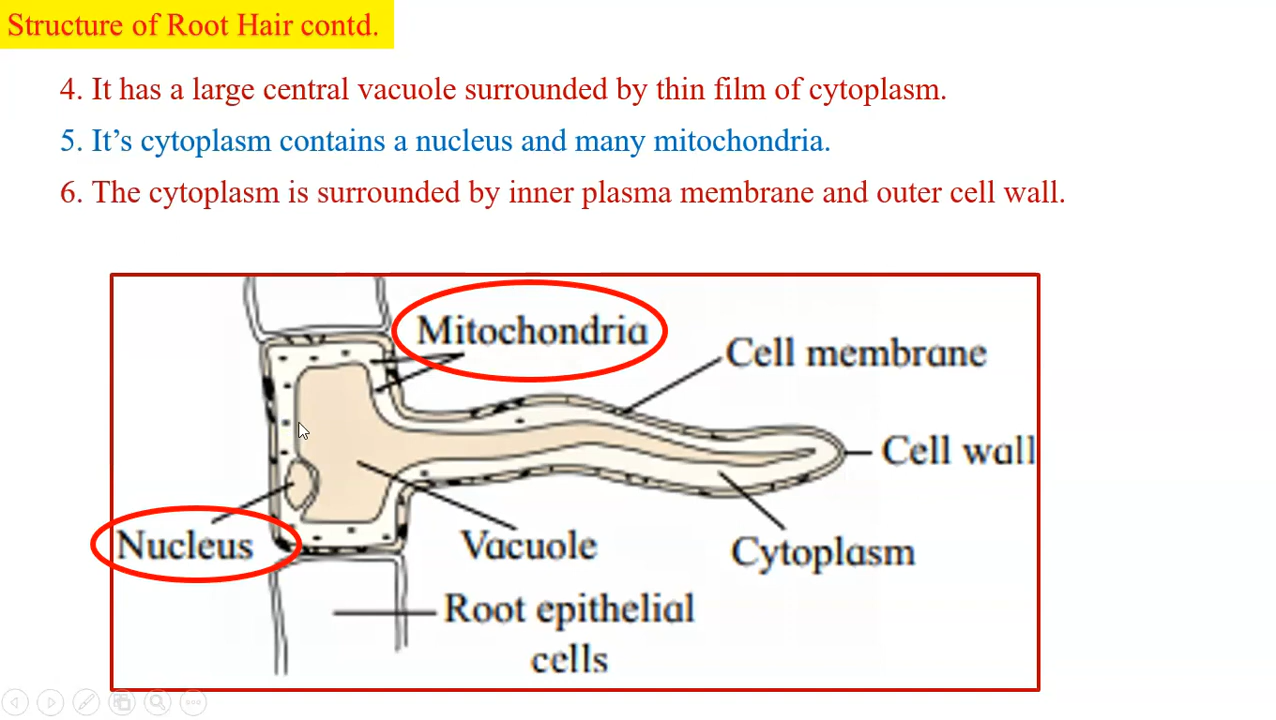 Structure of Root Hair contd.
4. It has a large central vacuole surrounded by thin film of cytoplasm.
5. It’s cytoplasm contains a nucleus and many mitochondria.
6. The cytoplasm is surrounded by inner plasma membrane and outer cell wall.
Mitochondria
Cell membrane
Cell wall
Nucleus
Vacuole
Cytoplasm
Root epithelial
cells